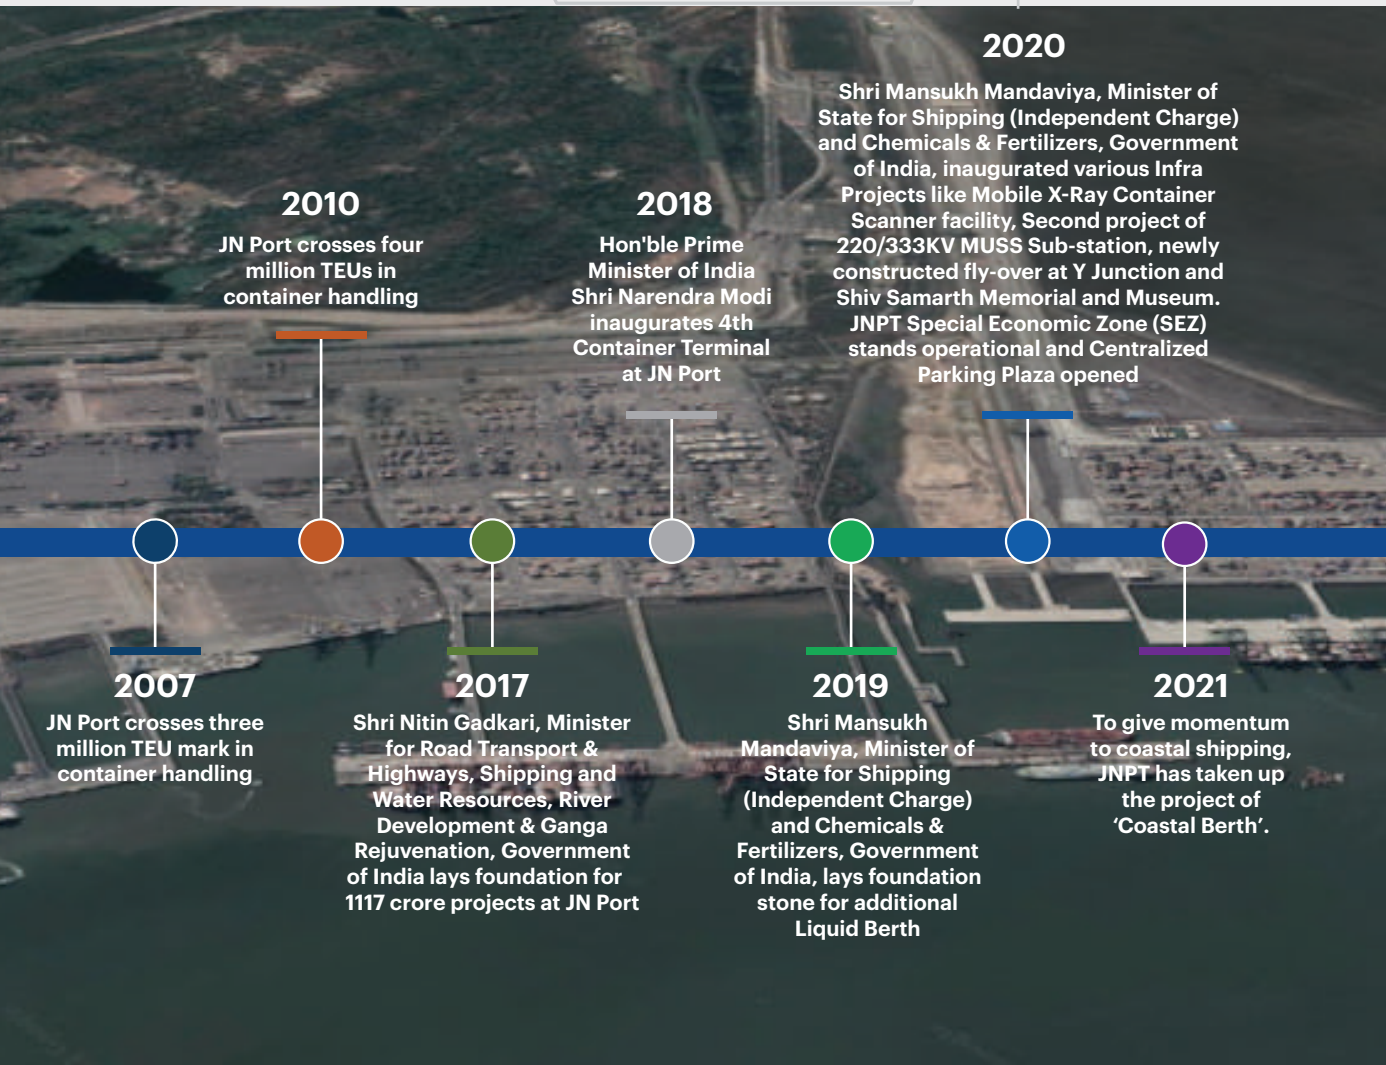 2020
Shri Mansukh Mandaviya, Minister of
State for Shipping (Independent Charge)
and Chemicals & Fertilizers, Government
of India, inaugurated various Infra
Projects like Mobile X-Ray Container
Scanner facility, Second project of
220/333KV MUSS Sub-station, newly
constructed fly-over at Y Junction and
Shiv Samarth Memorial and Museum.
JNPT Special Economic Zone (SEZ)
stands operational and Centralized
Parking Plaza opened
2010
JN Port crosses four
million TEUs in
container handling
2018
Hon'ble Prime
Minister of India
Shri Narendra Modi
inaugurates 4th
Container Terminal
at JN Port
2007
JN Port crosses three
million TEU mark in
container handling
2017
Shri Nitin Gadkari, Minister
for Road Transport &
Highways, Shipping and
Water Resources, River
Development & Ganga
Rejuvenation, Government
of India lays foundation for
1117 crore projects at JN Port
2019
Shri Mansukh
Mandaviya, Minister of
State for Shipping
(Independent Charge)
and Chemicals &
Fertilizers, Government
of India, lays foundation
stone for additional
Liquid Berth
2021
To give momentum
to coastal shipping,
JNPT has taken up
the project of
‘Coastal Berth’.